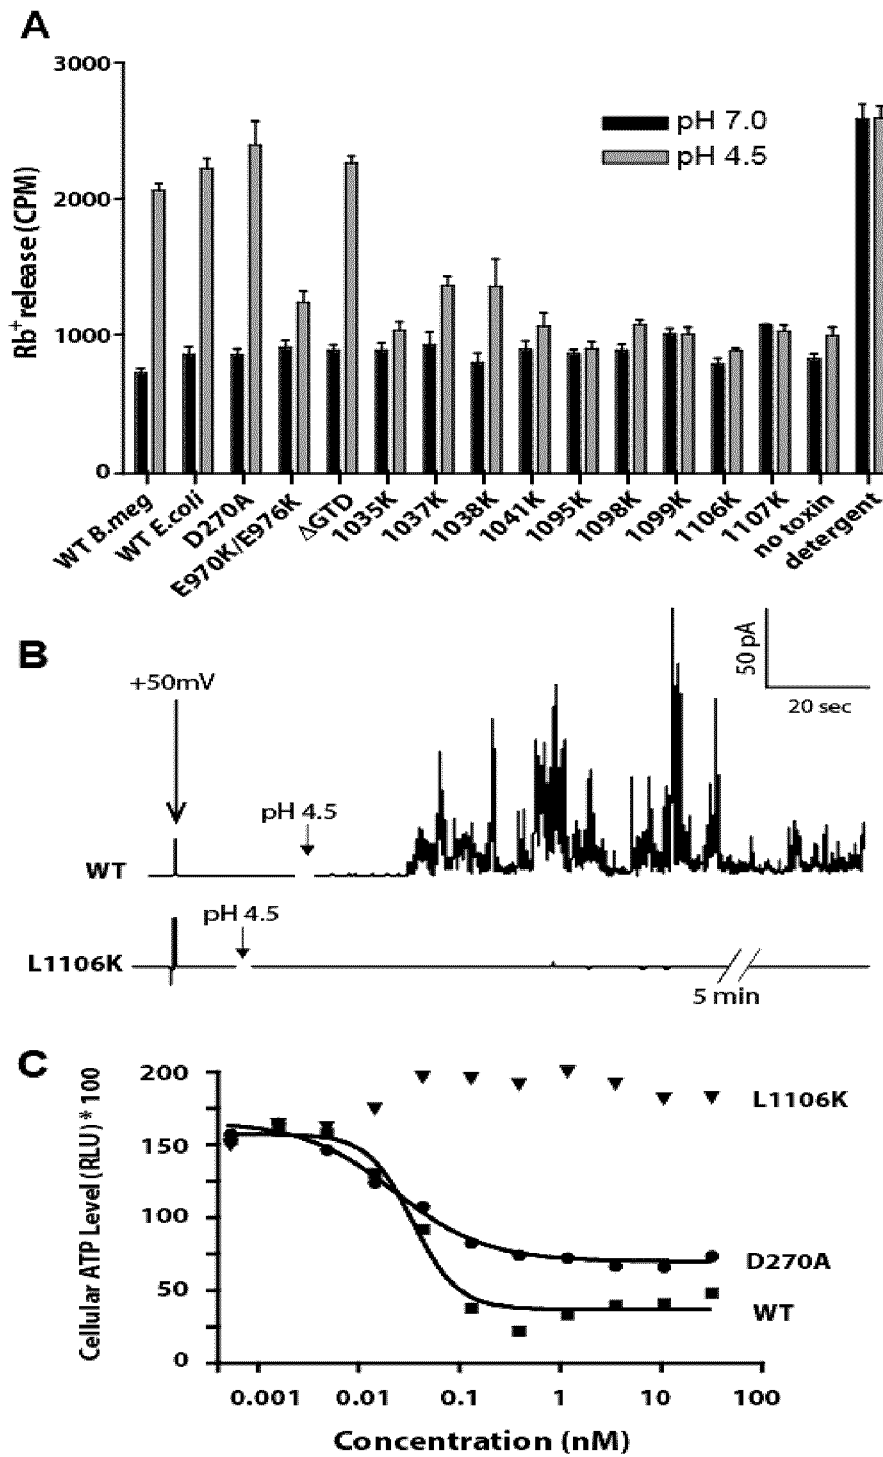 A
3000
2000
1000
0
Rb+ release (CPM)
pH 7.0
pH 4.5
WT B.meg
WT E.coli
D270A
E970K/E976K
ΔGTD
1035K
1037K
1038K
1041K
1095K
1098K
1099K
1106K
1107K
no toxin
detergent
B
+50mV
50 pA
20 sec
pH 4.5
WT
pH 4.5
L1106K
5 min
C
200
150
100
50
0
Cellular ATP Level (RLU) * 100
L1106K
D270A
WT
0.001
0.01
0.1
1
10
100
Concentration (nM)